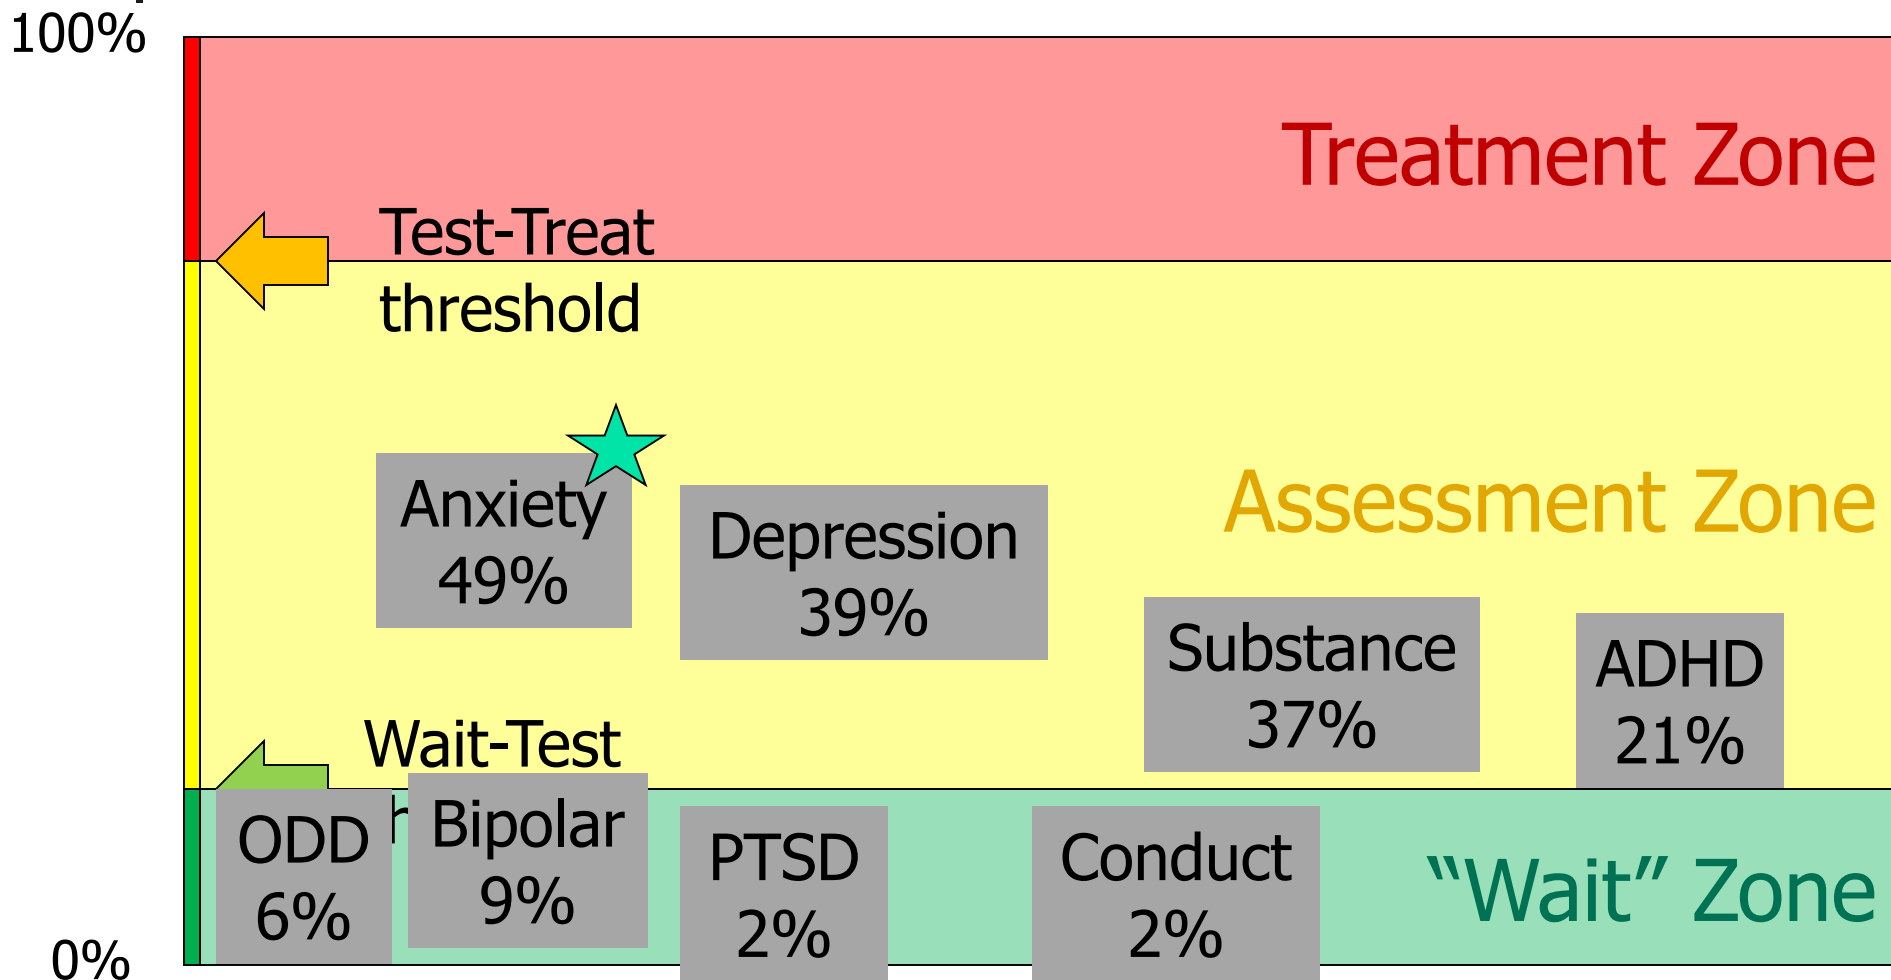 100%
Treatment Zone
Test-Treat
threshold
Anxiety
49%
Depression
39%
Assessment Zone
Substance
37%
ADHD
21%
Wait-Test
ODD
6%
Bipolar
9%
PTSD
2%
Conduct
2%
“Wait” Zone
0%